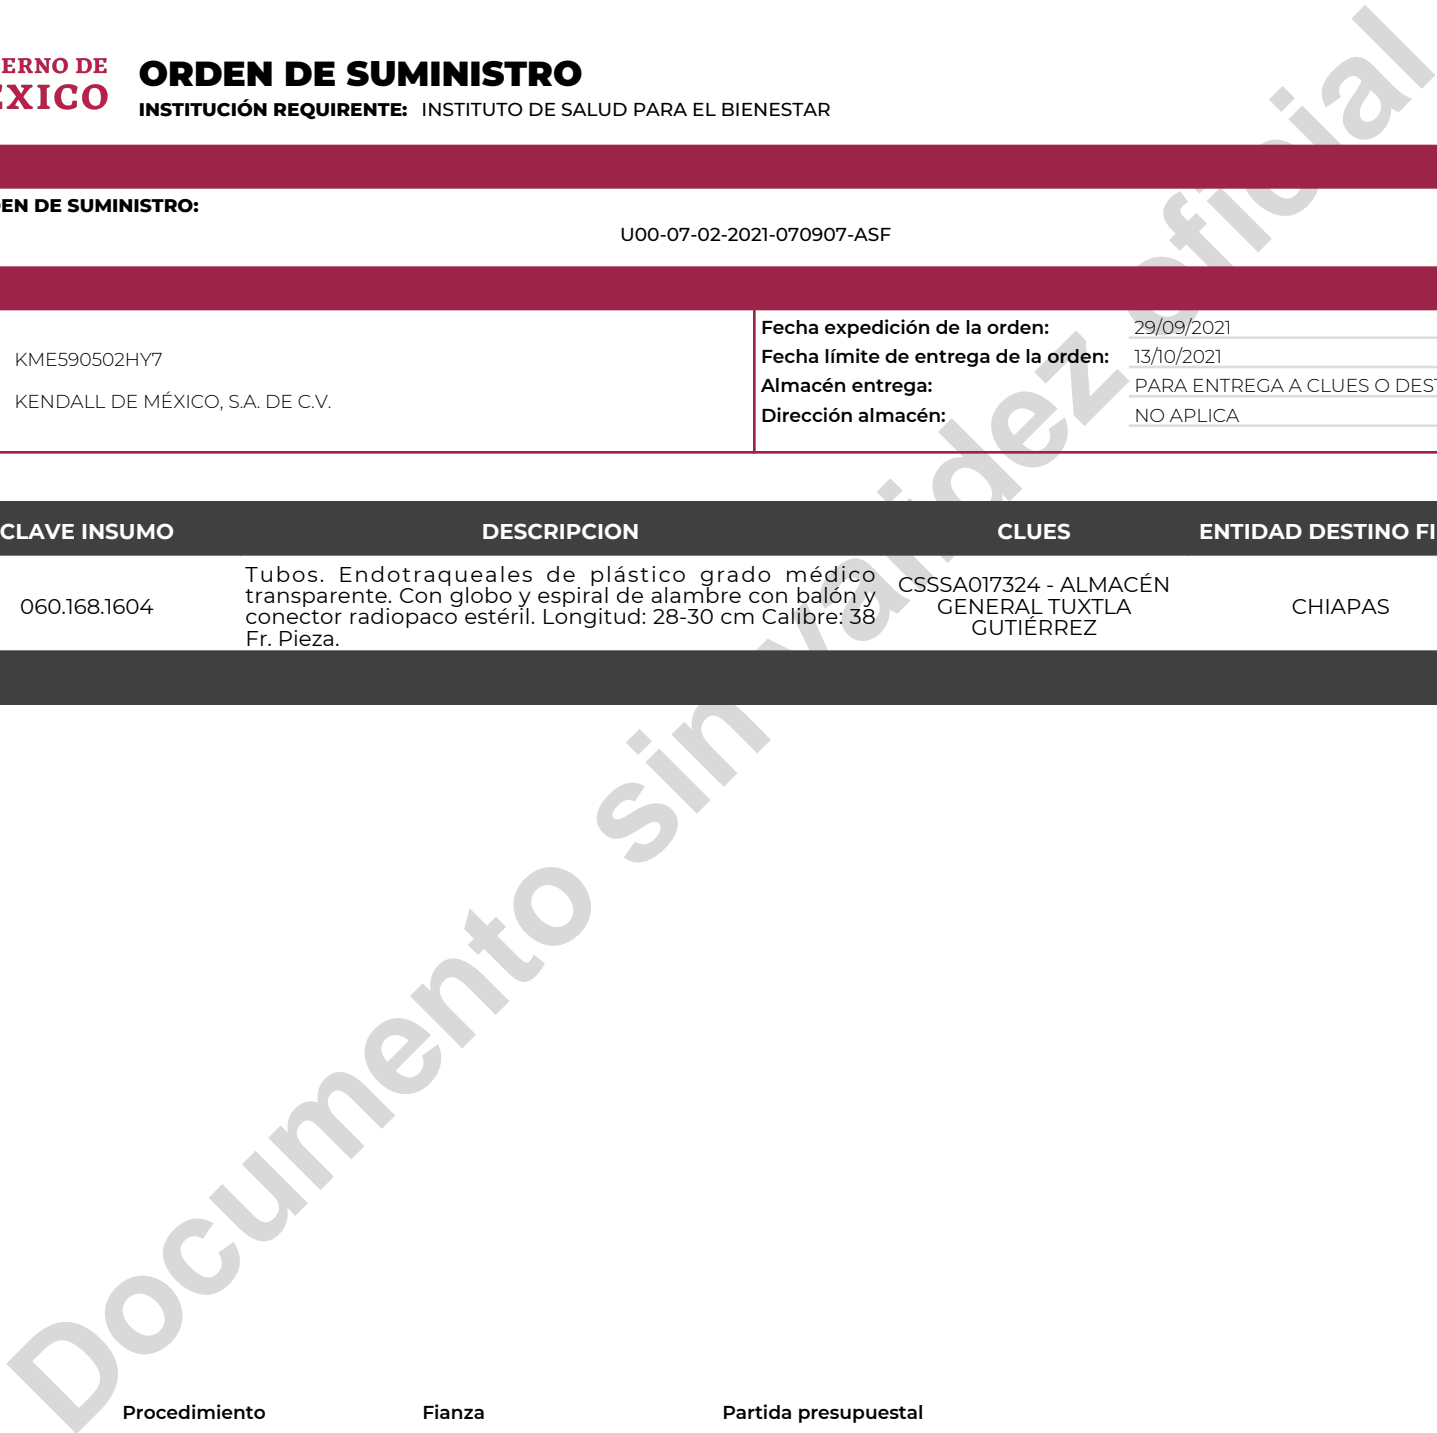 ERNO DE
ÉXICO
ORDEN DE SUMINISTRO
INSTITUCIÓN REQUIRENTE: INSTITUTO DE SALUD PARA EL BIENESTAR
EN DE SUMINISTRO:
U00-07-02-2021-070907-ASF
KME590502HY7
KENDALL DE MÉXICO, S.A. DE C.V.
Fecha expedición de la orden: 29/09/2021
Fecha límite de entrega de la orden: 13/10/2021
Almacén entrega: PARA ENTREGA A CLUES O DEST
Dirección almacén: NO APLICA
CLAVE INSUMO DESCRIPCION CLUES ENTIDAD DESTINO FI
060.168.1604
Tubos. Endotraqueales de plástico grado médico
transparente. Con globo y espiral de alambre con balón y
conector radiopaco estéril. Longitud: 28-30 cm Calibre: 38
Fr. Pieza.
CSSSA017324 - ALMACÉN
GENERAL TUXTLA
GUTIÉRREZ
CHIAPAS
Documento sin validez oficial
Procedimiento Fianza Partida presupuestal